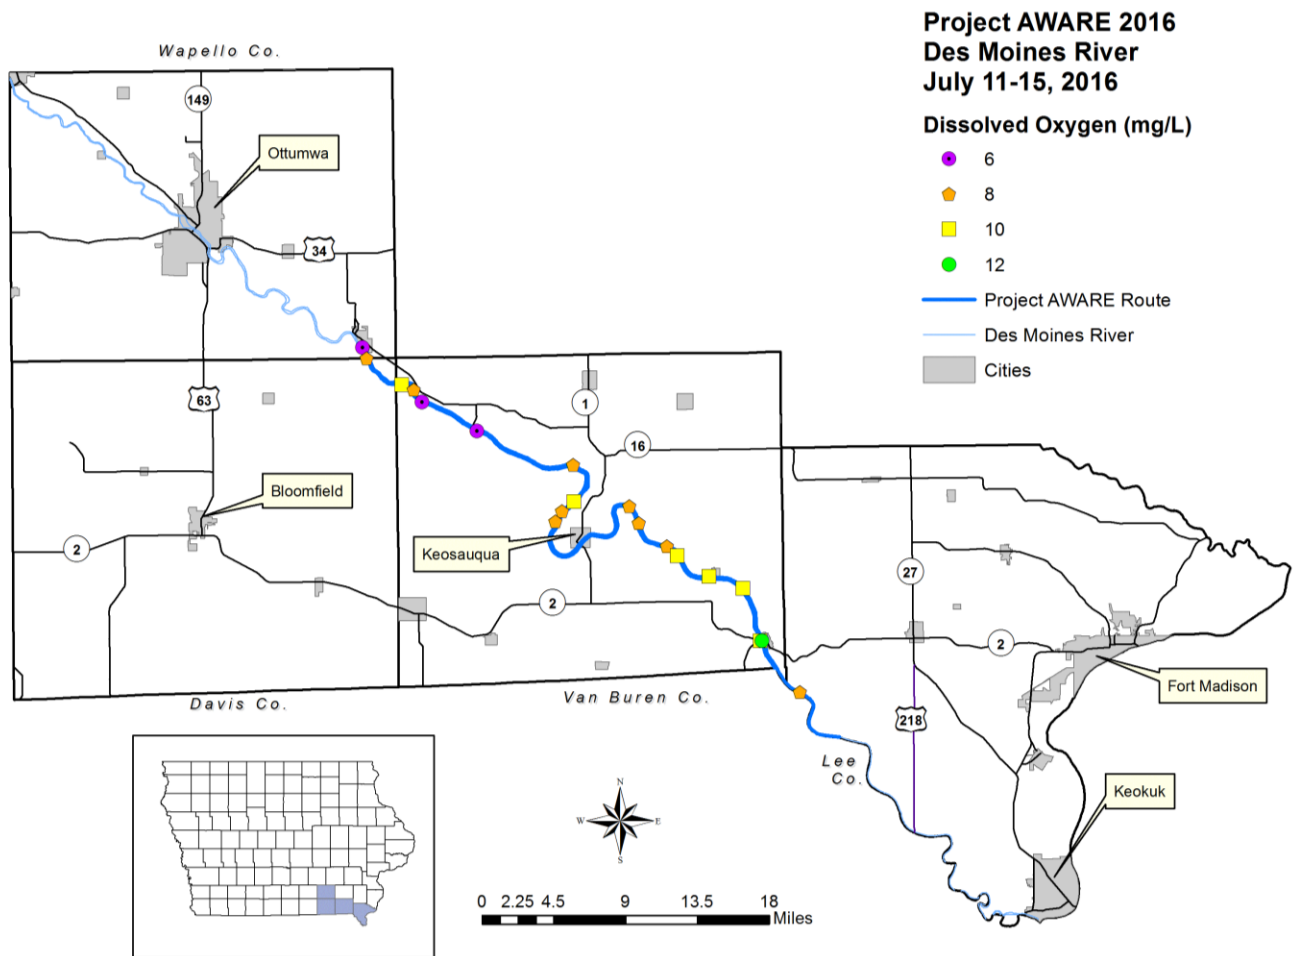 Project AWARE 2016
Des Moines River
July 11-15, 2016
Dissolved Oxygen (mg/L)
6
8
10
12
Project AWARE Route
Des Moines River
Cities
Wapello Co.
149
Ottumwa
34
63
1
16
Bloomfield
2
Keosauqua
2
27
2
Fort Madison
Davis Co.
Van Buren Co.
218
Lee
Co.
Keokuk
N
W
E
S
0 2.25 4.5 9 13.5 18
Miles